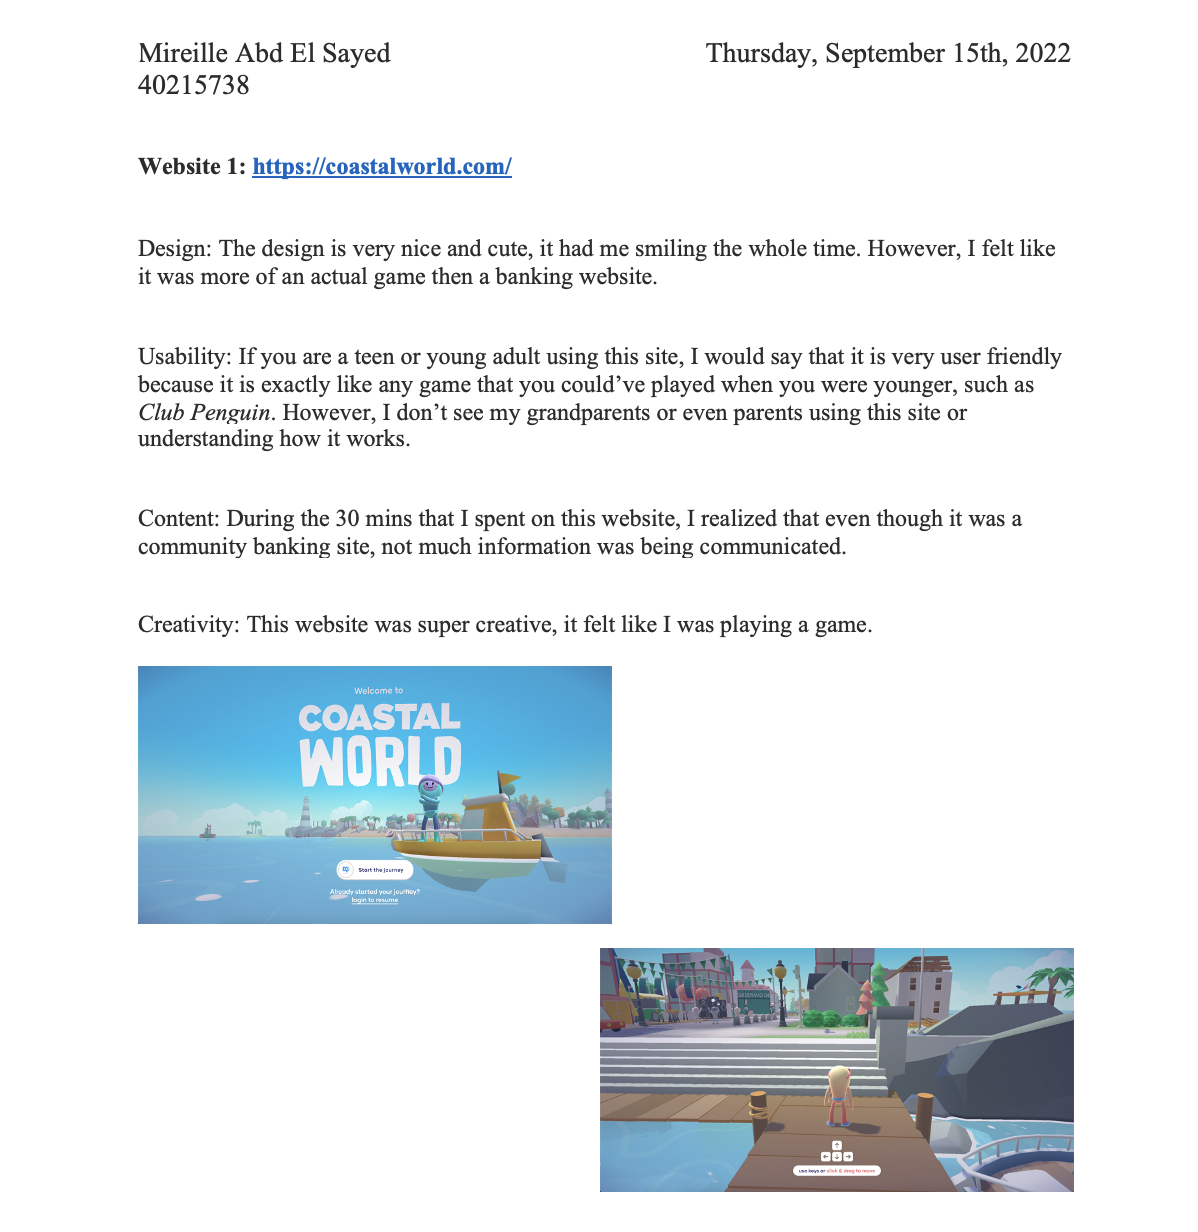 Mireille Abd El Sayed
Thursday, September 15th, 2022
40215738
Website 1: https://coastalworld.com/
Design: The design is very nice and cute, it had me smiling the whole time. However, I felt like
it was more of an actual game then a banking website.
Usability: If you are a teen or young adult using this site, I would say that it is very user friendly
because it is exactly like any game that you could’ve played when you were younger, such as
Club Penguin. However, I don’t see my grandparents or even parents using this site or
understanding how it works.
Content: During the 30 mins that I spent on this website, I realized that even though it was a
community banking site, not much information was being communicated.
Creativity: This website was super creative, it felt like I was playing a game.
Welcome to
COASTAL
WORLD
Start the journey
Already started your journey?
login to resume
use keys or click & drag to move